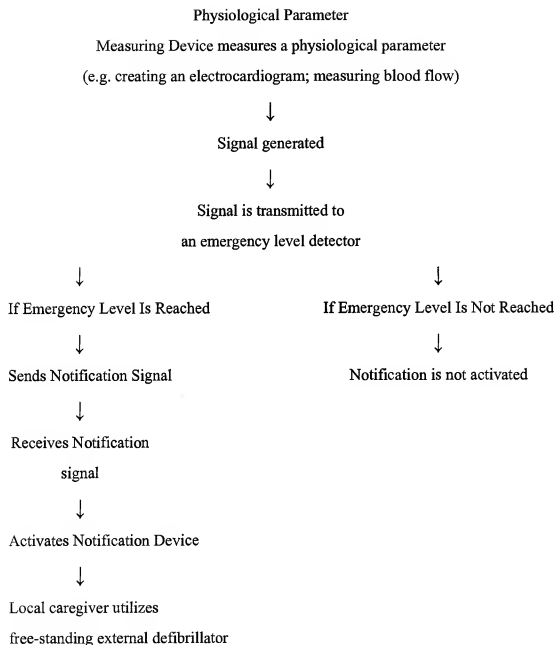 Physiological Parameter
Measuring Device measures a physiological parameter
(e.g. creating an electrocardiogram; measuring blood flow)
↓
Signal generated
↓
Signal is transmitted to
an emergency level detector
↓ ↓
If Emergency Level Is Reached If Emergency Level Is Not Reached
↓ ↓
Sends Notification Signal Notification is not activated
↓
Receives Notification
signal
↓
Activates Notification Device
↓
Local caregiver utilizes
free-standing external defibrillator